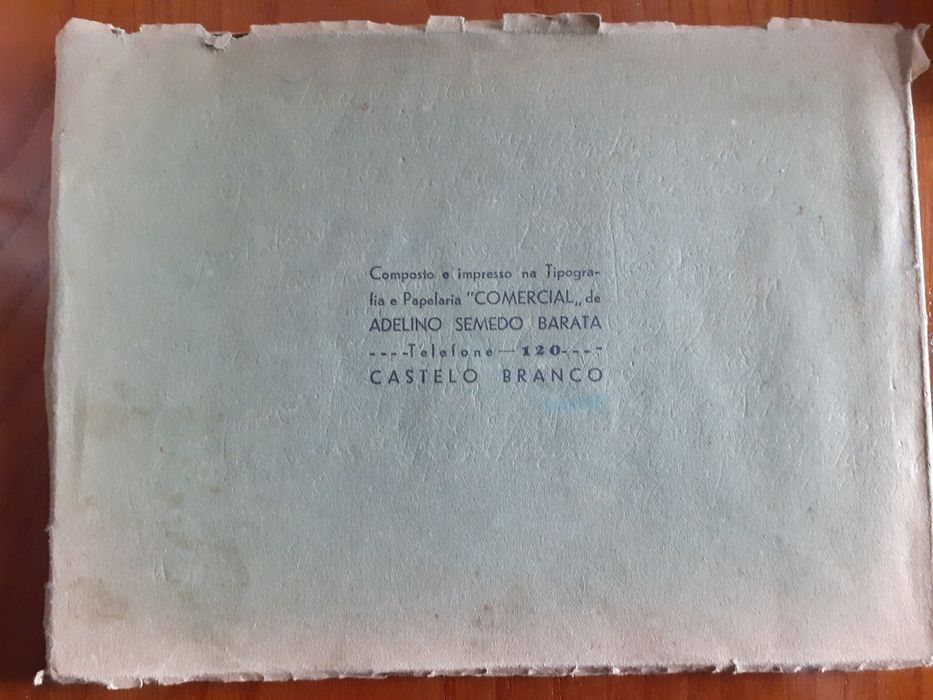 Composto e impresso na Tipogra-
fia e Papelaria "COMERCIAL,, de
ADELINO SEMEDO BARATA
----Telefone—120----
CASTELO BRANCO